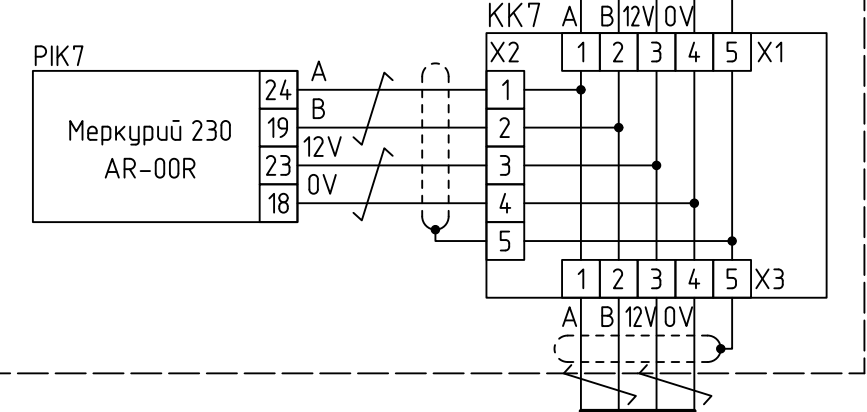 КК7 А В 12V 0V
PIK7 X2 1 2 3 4 5 X1
24 А 1
Меркурий 230 19 В 2
AR-00R 23 12V 3
18 0V 4
5
1 2 3 4 5 X3
А В 12V 0V